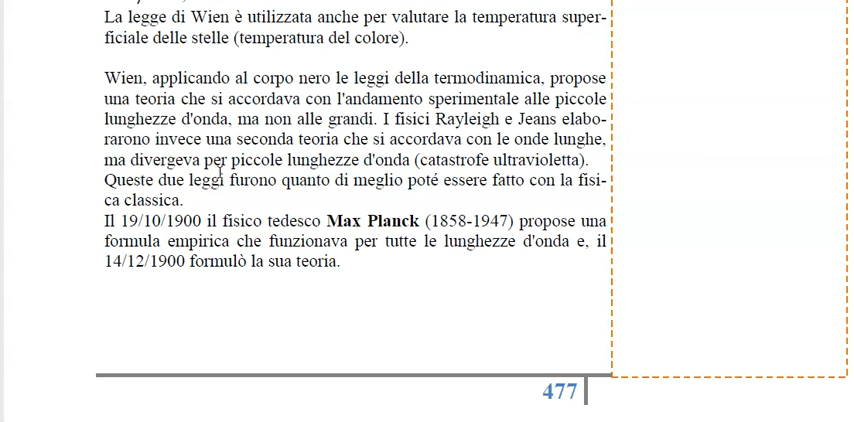 La legge di Wien è utilizzata anche per valutare la temperatura super-
ficiale delle stelle (temperatura del colore).
Wien, applicando al corpo nero le leggi della termodinamica, propose
una teoria che si accordava con l'andamento sperimentale alle piccole
lunghezze d'onda, ma non alle grandi. I fisici Rayleigh e Jeans elabo-
rarono invece una seconda teoria che si accordava con le onde lunghe,
ma divergeva per piccole lunghezze d'onda (catastrofe ultravioletta).
Queste due leggi furono quanto di meglio poté essere fatto con la fisi-
ca classica.
Il 19/10/1900 il fisico tedesco Max Planck (1858-1947) propose una
formula empirica che funzionava per tutte le lunghezze d'onda e, il
14/12/1900 formulò la sua teoria.
477